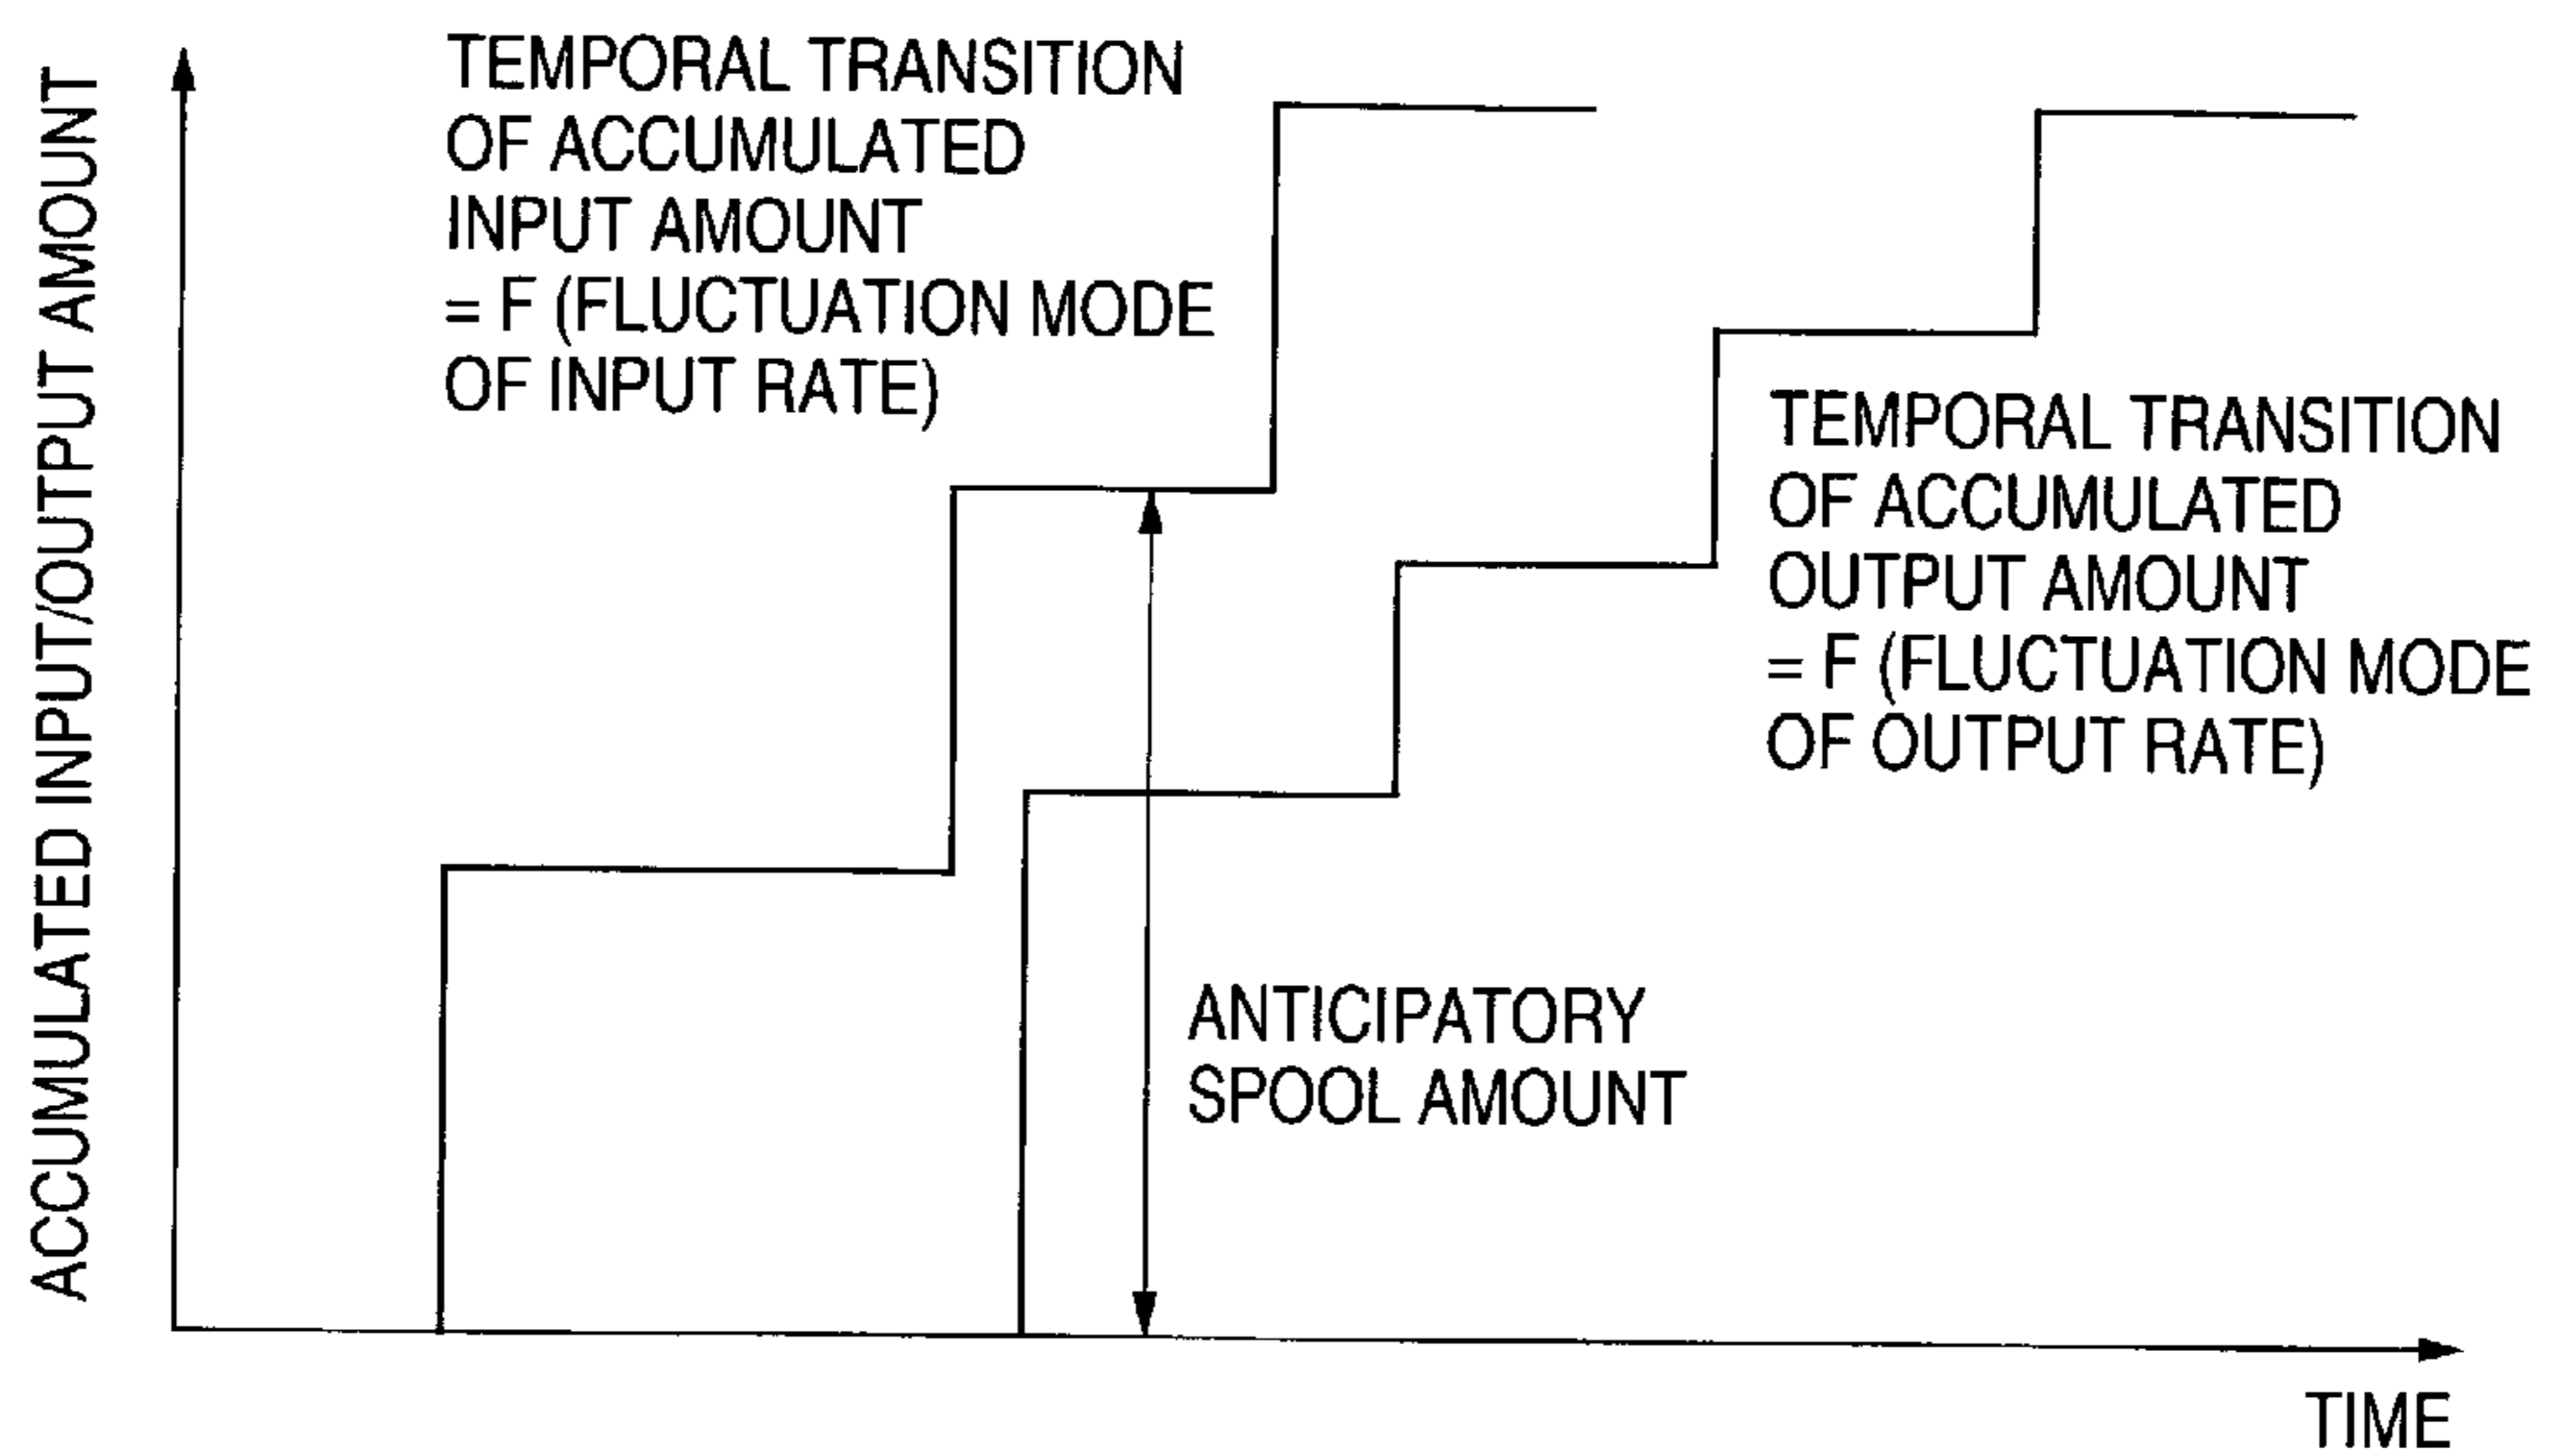 ACCUMULATED INPUT/OUTPUT AMOUNT
TEMPORAL TRANSITION
OF ACCUMULATED
INPUT AMOUNT
= F (FLUCTUATION MODE
OF INPUT RATE)
TEMPORAL TRANSITION
OF ACCUMULATED
OUTPUT AMOUNT
= F (FLUCTUATION MODE
OF OUTPUT RATE)
ANTICIPATORY
SPOOL AMOUNT
TIME